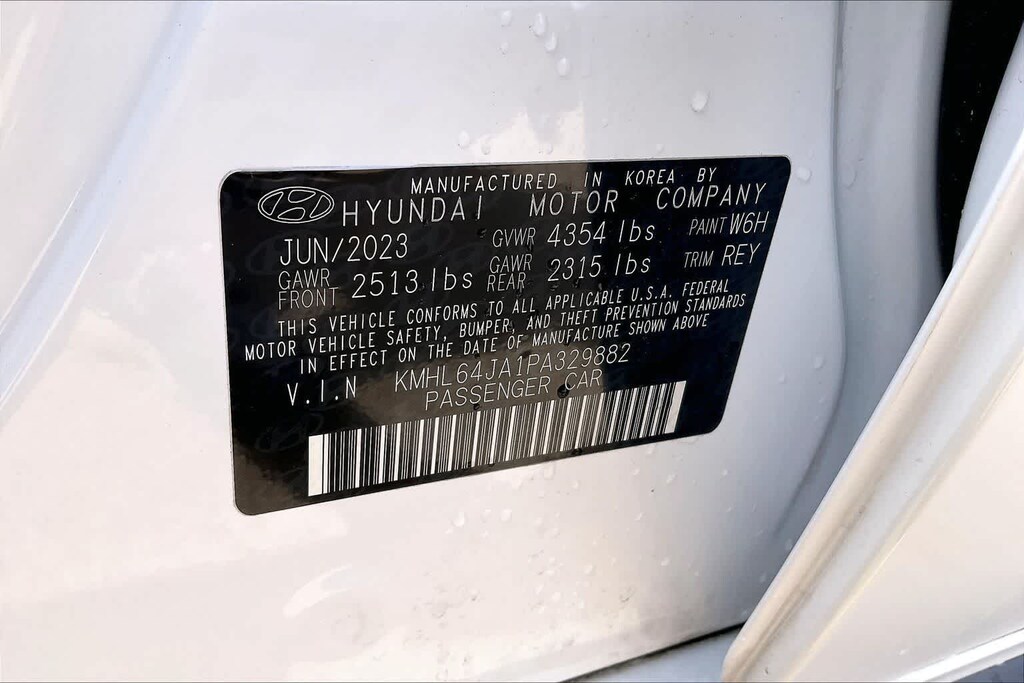 MANUFACTURED IN KOREA BY
HYUNDAI MOTOR COMPANY
JUN/2023 GVWR 4354 lbs PAINT W6H
GAWR FRONT 2513 lbs GAWR REAR 2315 lbs TRIM REY
THIS VEHICLE CONFORMS TO ALL APPLICABLE U.S.A. FEDERAL
MOTOR VEHICLE SAFETY, BUMPER, AND THEFT PREVENTION STANDARDS
IN EFFECT ON THE DATE OF MANUFACTURE SHOWN ABOVE
V.I.N KMHL64JA1PA329882
PASSENGER CAR